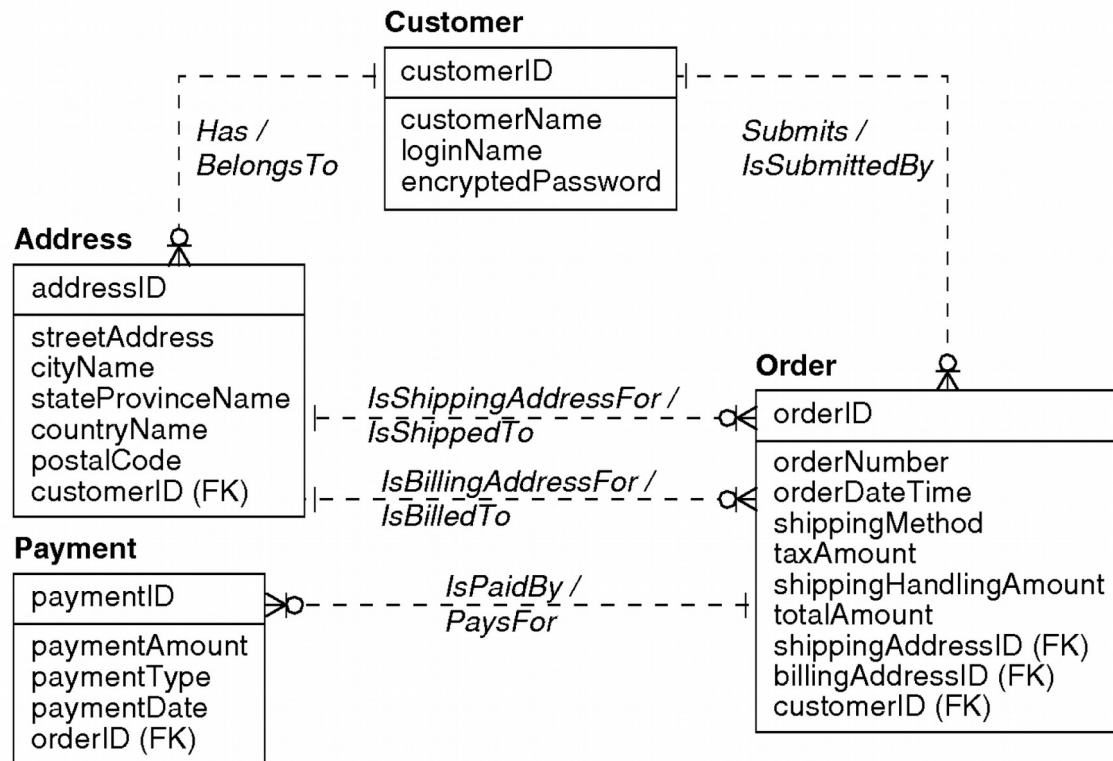 Customer
customerID
customerName
loginName
encryptedPassword
Has /
BelongsTo
Submits /
IsSubmittedBy
Address
addressID
streetAddress
cityName
stateProvinceName
countryName
postalCode
customerID (FK)
IsShippingAddressFor /
IsShippedTo
IsBillingAddressFor /
IsBilledTo
Order
orderID
orderNumber
orderDateTime
shippingMethod
taxAmount
shippingHandlingAmount
totalAmount
shippingAddressID (FK)
billingAddressID (FK)
customerID (FK)
Payment
paymentID
paymentAmount
paymentType
paymentDate
orderID (FK)
IsPaidBy /
PaysFor